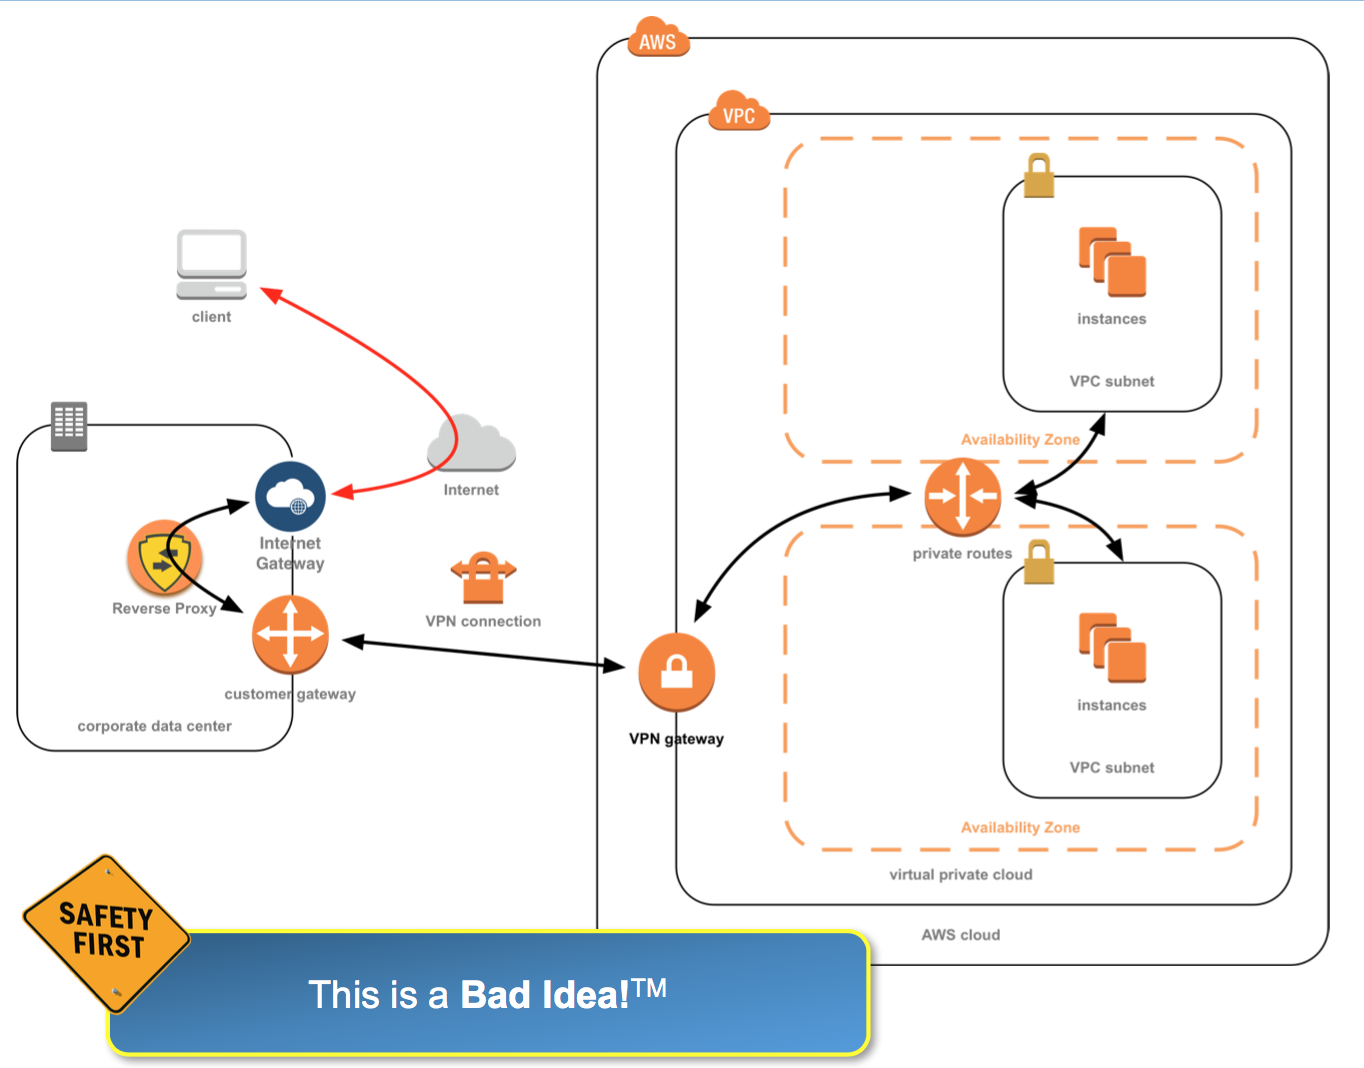 AWS
VPC
instances
VPC subnet
Availability Zone
client
Internet
Internet
Gateway
Reverse Proxy
customer gateway
corporate data center
VPN connection
VPN gateway
private routes
instances
VPC subnet
Availability Zone
virtual private cloud
AWS cloud
SAFETY
FIRST
This is a Bad Idea!™